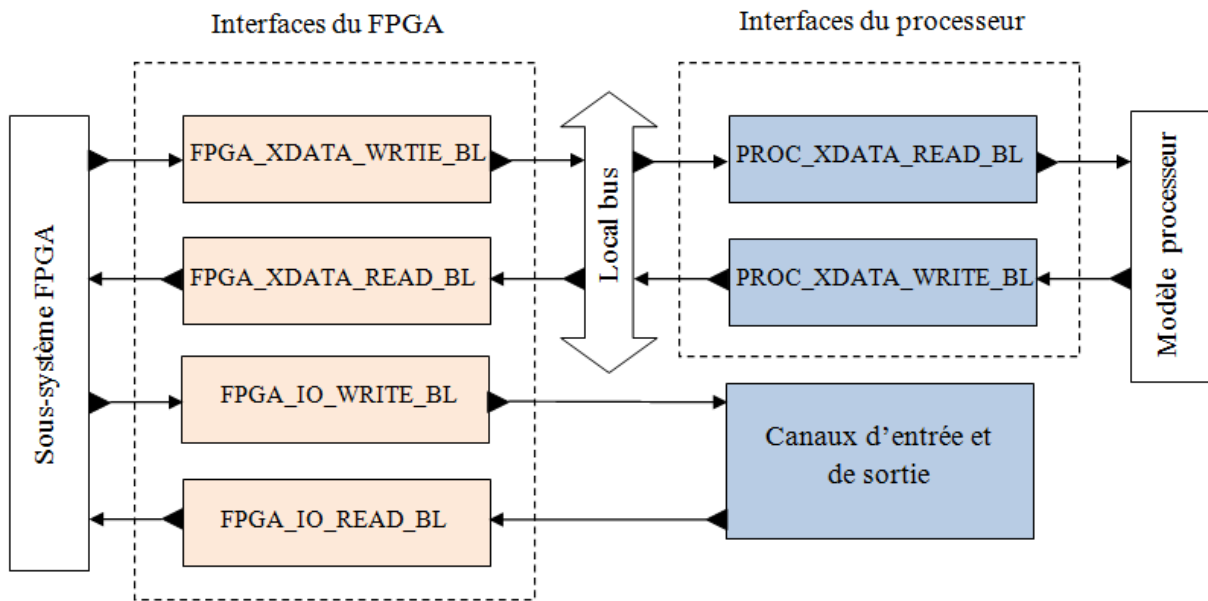 Interfaces du FPGA
Interfaces du processeur
Sous-système FPGA
FPGA_XDATA_WRTIE_BL
FPGA_XDATA_READ_BL
FPGA_IO_WRITE_BL
FPGA_IO_READ_BL
Local bus
PROC_XDATA_READ_BL
PROC_XDATA_WRITE_BL
Canaux d’entrée et
de sortie
Modèle processeur